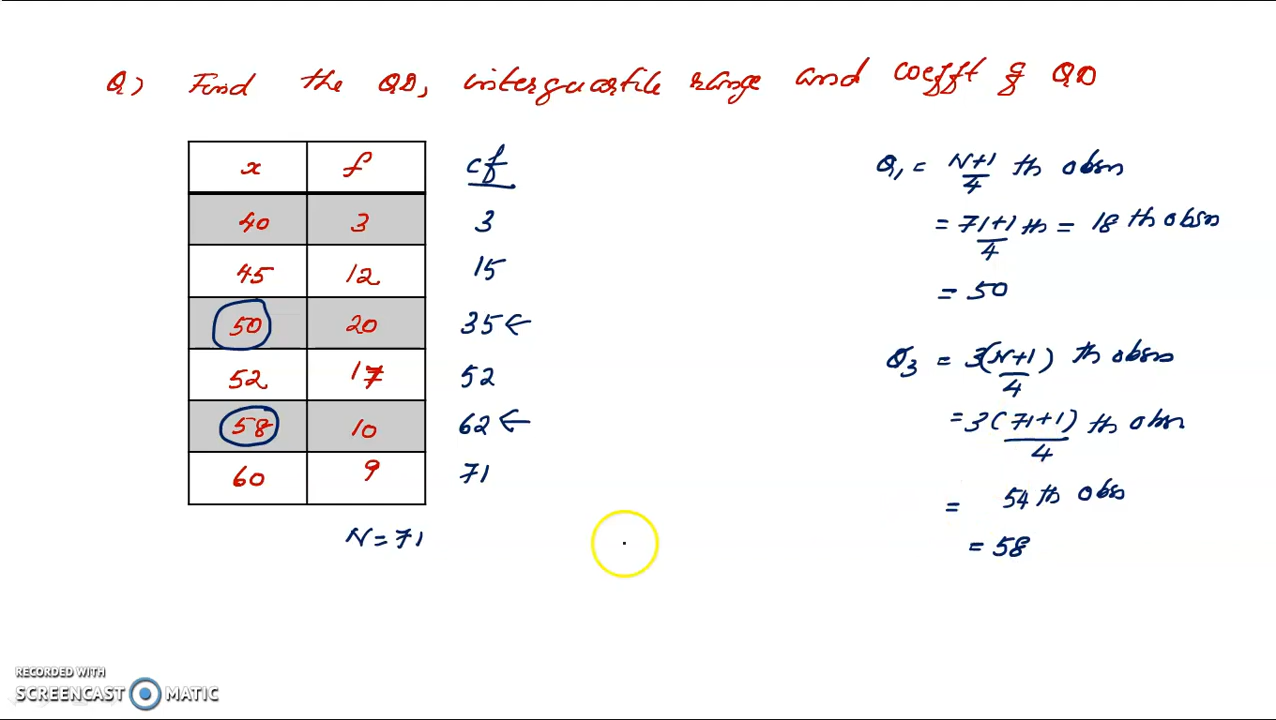 Q) Find the QD, interquartile range and coefft of QD
x f cf
40 3 3
45 12 15
50 20 35 ←
52 17 52
58 10 62 ←
60 9 71
N = 71
Q₁ = N+1/4 th obsn
= 71+1/4 th = 18 th obsn
= 50
Q₃ = 3(N+1)/4 th obsn
= 3(71+1)/4 th obsn
= 54 th obsn
= 58
RECORDED WITH
SCREENCAST MATIC